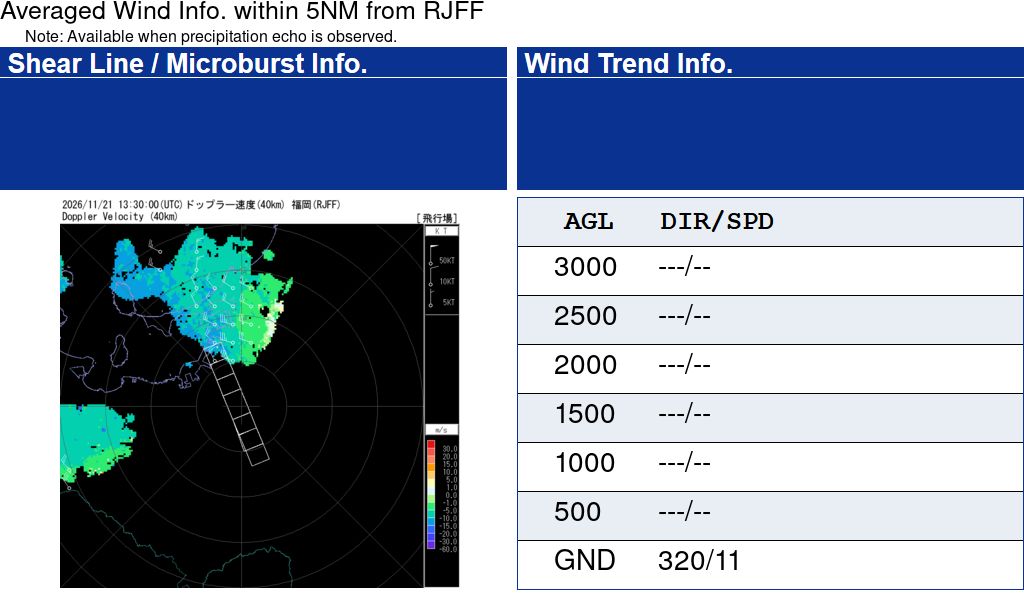 Averaged Wind Info. within 5NM from RJFF
Note: Available when precipitation echo is observed.
Shear Line / Microburst Info.
Wind Trend Info.
2026/11/21 13:30:00(UTC) ドップラー速度(40km) 福岡(RJFF)
Doppler Velocity (40km)
[飛行場]
KT
50KT
10KT
5KT
m/s
30.0
20.0
15.0
10.0
5.0
1.0
0.0
-1.0
-5.0
-10.0
-15.0
-20.0
-30.0
-60.0
AGL DIR/SPD
3000 ---/--
2500 ---/--
2000 ---/--
1500 ---/--
1000 ---/--
500 ---/--
GND 320/11